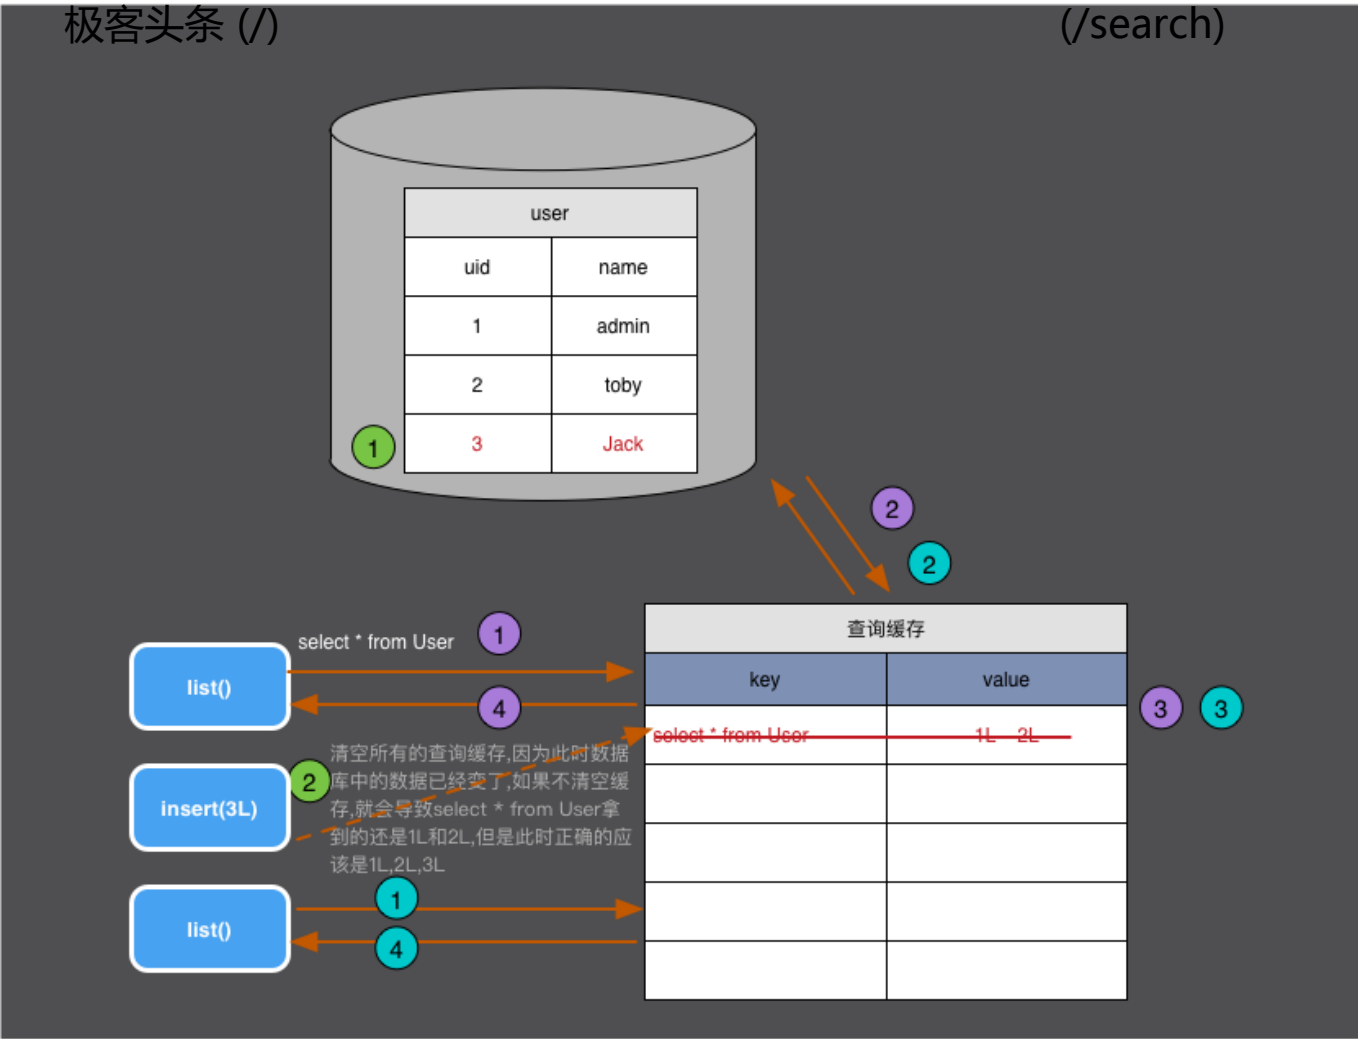 极客头条 (/)
(/search)
user
uid name
1 admin
2 toby
1 3 Jack
2
2
select * from User 1
查询缓存
list()
key value
4
3 3
select * from User 1L 2L
清空所有的查询缓存,因为此时数据
2 库中的数据已经变了,如果不清空缓
insert(3L) 存,就会导致select * from User拿
到的还是1L和2L,但是此时正确的应
该是1L,2L,3L
1
list()
4